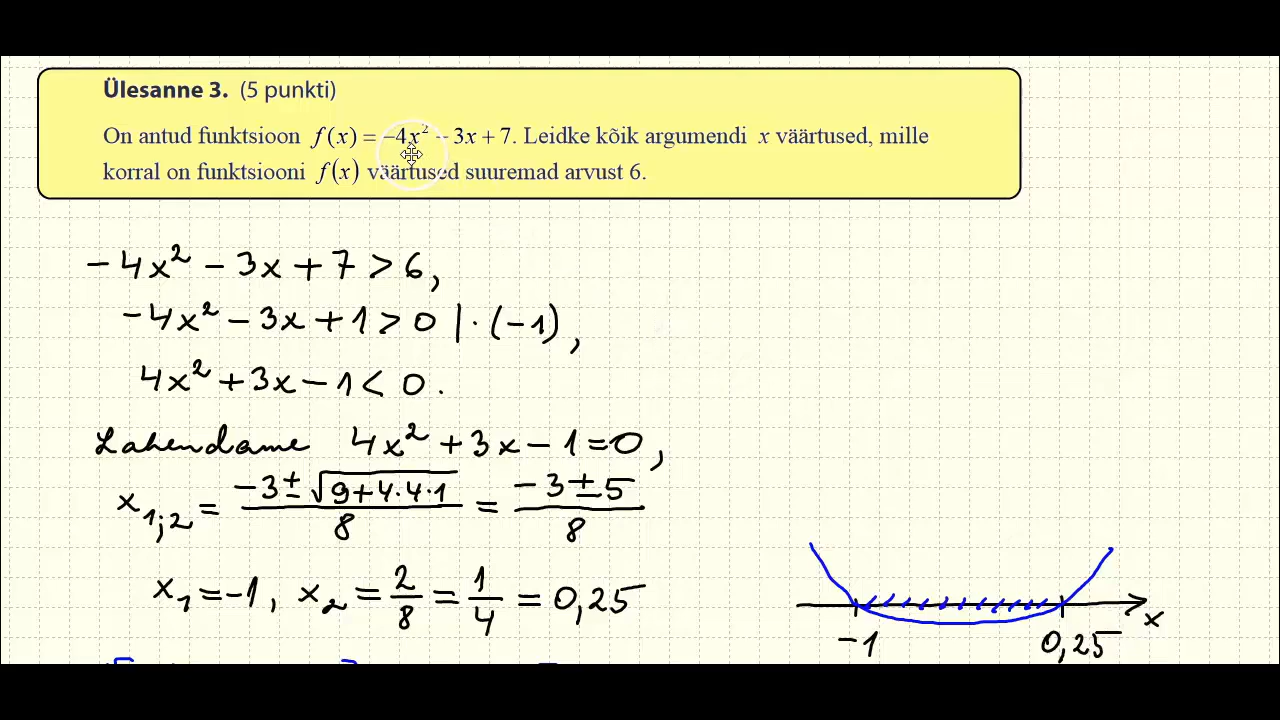 Ülesanne 3. (5 punkti)
On antud funktsioon f(x) = −4x² − 3x + 7. Leidke kõik argumendi x väärtused, mille
korral on funktsiooni f(x) väärtused suuremad arvust 6.
−4x² − 3x + 7 > 6,
−4x² − 3x + 1 > 0 | · (−1),
4x² + 3x − 1 < 0.
Lahendame 4x² + 3x − 1 = 0,
x₁;₂ = (−3 ± √(9+4·4·1))/8 = (−3 ± 5)/8
x₁ = −1, x₂ = 2/8 = 1/4 = 0,25
x
−1 0,25